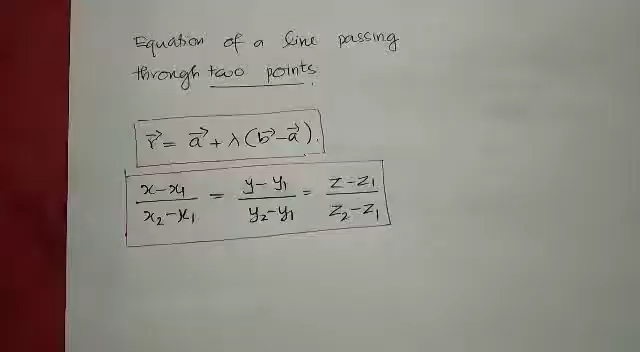 Equation of a line passing
through two points.
r⃗ = a⃗ + λ(b⃗ - a⃗).
(x - x₁)/(x₂ - x₁) = (y - y₁)/(y₂ - y₁) = (z - z₁)/(z₂ - z₁)